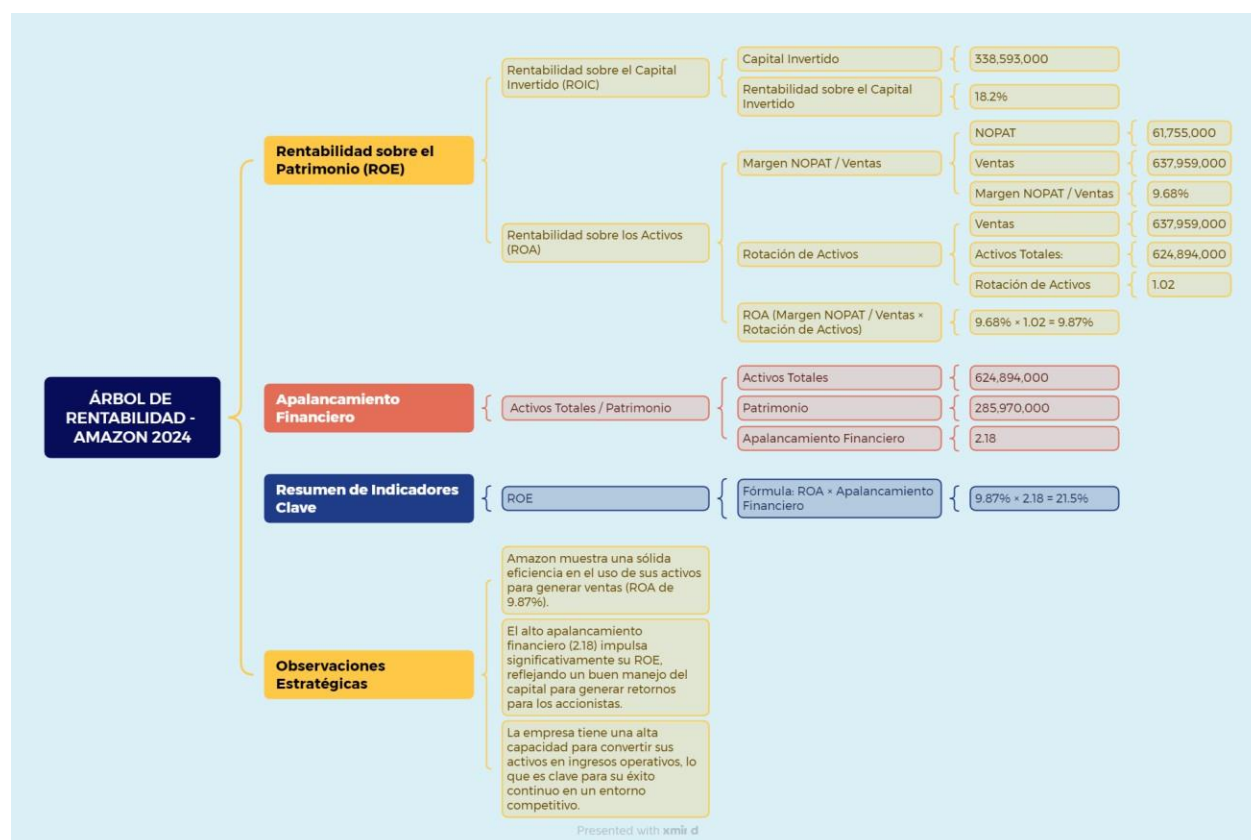 ÁRBOL DE
RENTABILIDAD -
AMAZON 2024
Rentabilidad sobre el
Patrimonio (ROE)
Rentabilidad sobre el Capital
Invertido (ROIC)
Capital Invertido
338,593,000
Rentabilidad sobre el Capital
Invertido
18.2%
Rentabilidad sobre los Activos
(ROA)
Margen NOPAT / Ventas
NOPAT
61,755,000
Ventas
637,959,000
Margen NOPAT / Ventas
9.68%
Rotación de Activos
Ventas
637,959,000
Activos Totales:
624,894,000
Rotación de Activos
1.02
ROA (Margen NOPAT / Ventas ×
Rotación de Activos)
9.68% × 1.02 = 9.87%
Apalancamiento
Financiero
Activos Totales / Patrimonio
Activos Totales
624,894,000
Patrimonio
285,970,000
Apalancamiento Financiero
2.18
Resumen de Indicadores
Clave
ROE
Fórmula: ROA × Apalancamiento
Financiero
9.87% × 2.18 = 21.5%
Observaciones
Estratégicas
Amazon muestra una sólida
eficiencia en el uso de sus activos
para generar ventas (ROA de
9.87%).
El alto apalancamiento
financiero (2.18) impulsa
significativamente su ROE,
reflejando un buen manejo del
capital para generar retornos
para los accionistas.
La empresa tiene una alta
capacidad para convertir sus
activos en ingresos operativos, lo
que es clave para su éxito
continuo en un entorno
competitivo.
Presented with xmind